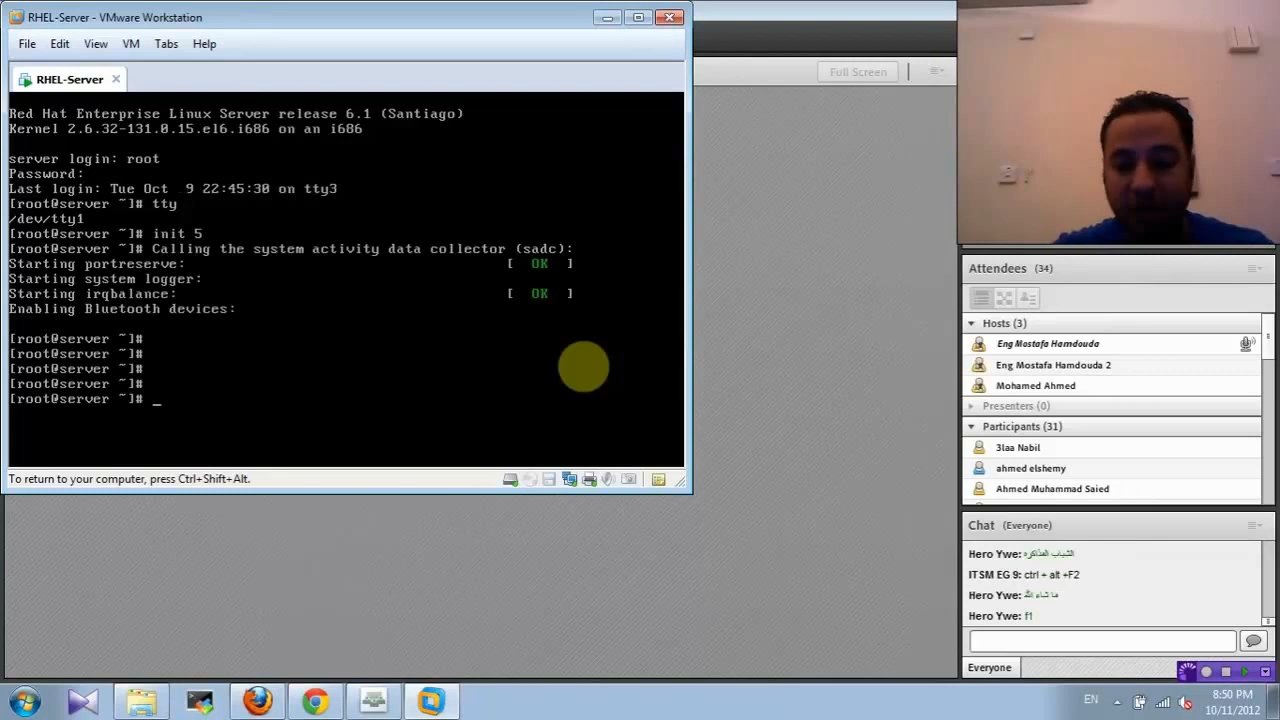 RHEL-Server - VMware Workstation
File Edit View VM Tabs Help
RHEL-Server
Red Hat Enterprise Linux Server release 6.1 (Santiago)
Kernel 2.6.32-131.0.15.el6.i686 on an i686
server login: root
Password:
Last login: Tue Oct  9 22:45:30 on tty3
[root@server ~]# tty
/dev/tty1
[root@server ~]# init 5
[root@server ~]# Calling the system activity data collector (sadc):
Starting portreserve: [ OK ]
Starting system logger:
Starting irqbalance: [ OK ]
Enabling Bluetooth devices:
[root@server ~]#
[root@server ~]#
[root@server ~]#
[root@server ~]#
[root@server ~]# _
To return to your computer, press Ctrl+Shift+Alt.
Full Screen
Attendees (34)
Hosts (3)
Eng Mostafa Hamdouda
Eng Mostafa Hamdouda 2
Mohamed Ahmed
Presenters (0)
Participants (31)
3laa Nabil
ahmed elshemy
Ahmed Muhammad Saied
Chat (Everyone)
Hero Ywe: الشباب المذاكره
ITSM EG 9: ctrl + alt +F2
Hero Ywe: ما شاء الله
Hero Ywe: f1
Everyone
EN
8:50 PM
10/11/2012